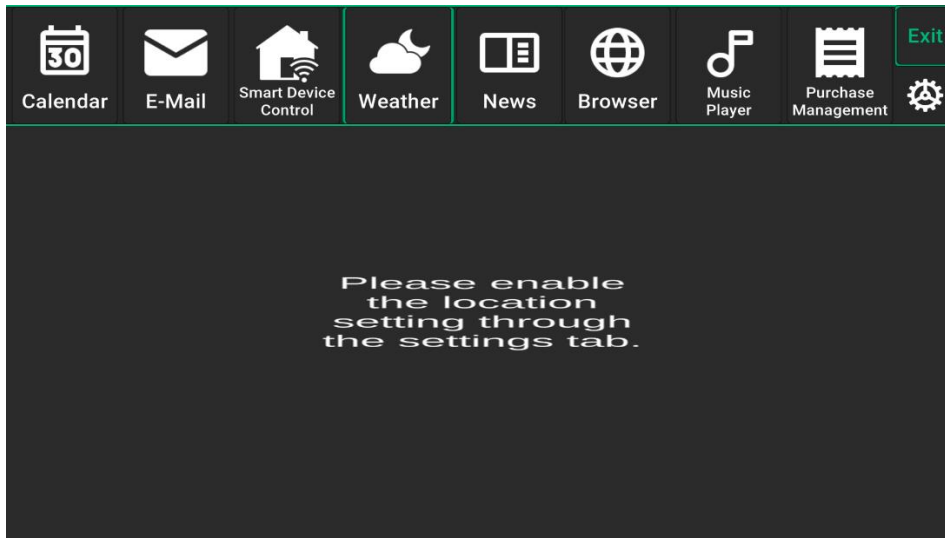 30
Calendar
E-Mail
Smart Device
Control
Weather
News
Browser
Music
Player
Purchase
Management
Exit
Please enable
the location
setting through
the settings tab.